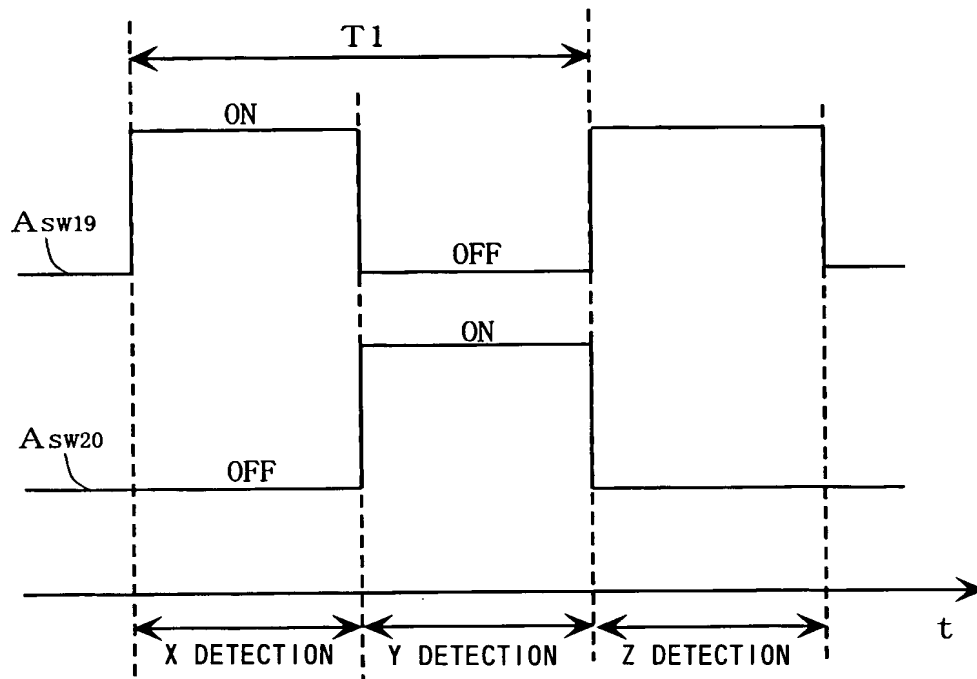 T1
ON
Asw19
OFF
ON
Asw20
OFF
t
X DETECTION Y DETECTION Z DETECTION